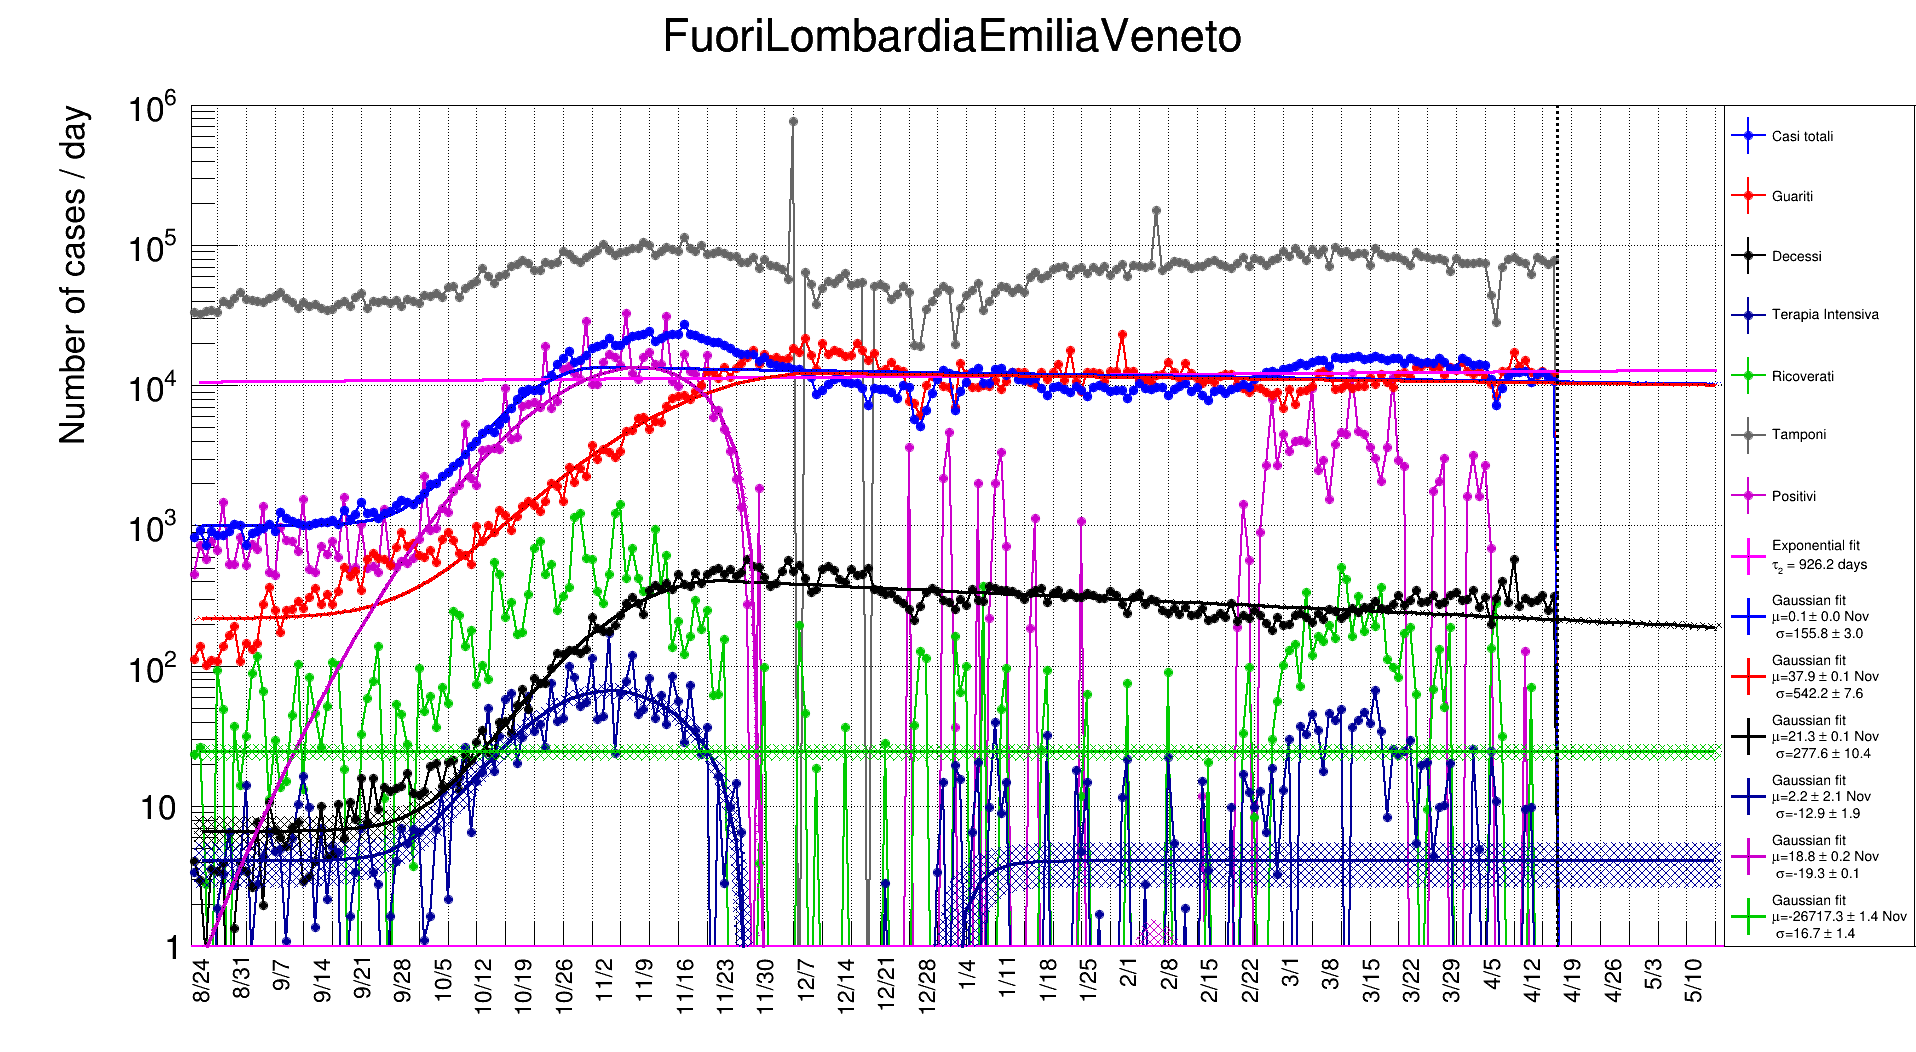 FuoriLombardiaEmiliaVeneto
Number of cases / day
10^6
10^5
10^4
10^3
10^2
10
1
8/24 8/31 9/7 9/14 9/21 9/28 10/5 10/12 10/19 10/26 11/2 11/9 11/16 11/23 11/30 12/7 12/14 12/21 12/28 1/4 1/11 1/18 1/25 2/1 2/8 2/15 2/22 3/1 3/8 3/15 3/22 3/29 4/5 4/12 4/19 4/26 5/3 5/10
Casi totali
Guariti
Decessi
Terapia Intensiva
Ricoverati
Tamponi
Positivi
Exponential fit
τ₂ = 926.2 days
Gaussian fit
μ=0.1 ± 0.0 Nov
σ=155.8 ± 3.0
Gaussian fit
μ=37.9 ± 0.1 Nov
σ=542.2 ± 7.6
Gaussian fit
μ=21.3 ± 0.1 Nov
σ=277.6 ± 10.4
Gaussian fit
μ=2.2 ± 2.1 Nov
σ=-12.9 ± 1.9
Gaussian fit
μ=18.8 ± 0.2 Nov
σ=-19.3 ± 0.1
Gaussian fit
μ=-26717.3 ± 1.4 Nov
σ=16.7 ± 1.4